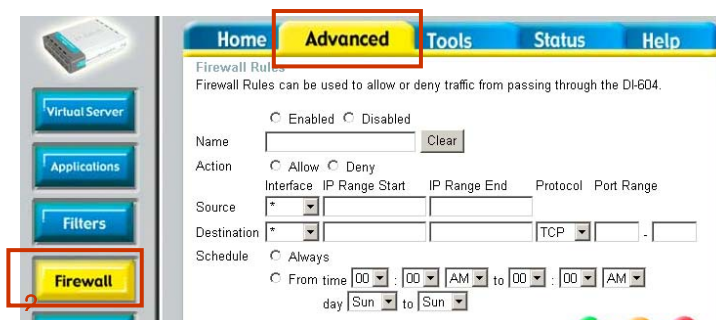 Home Advanced Tools Status Help
Firewall Rules
Firewall Rules can be used to allow or deny traffic from passing through the DI-604.
Virtual Server
Enabled Disabled
Name Clear
Applications
Action Allow Deny
Interface IP Range Start IP Range End Protocol Port Range
Source *
Filters
Destination * TCP -
Schedule Always
Firewall
From time 00 : 00 AM to 00 : 00 AM
day Sun to Sun
2